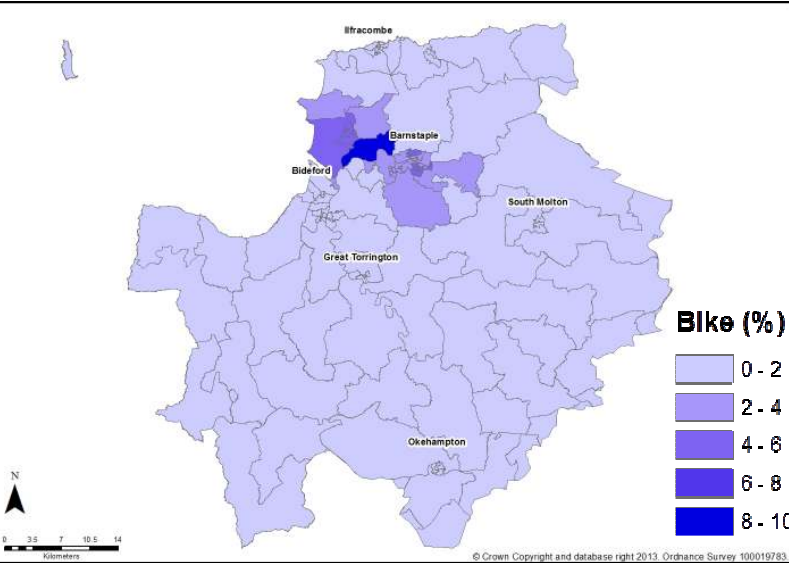 Ilfracombe
Barnstaple
Bideford
South Molton
Great Torrington
Bike (%)
0 - 2
2 - 4
4 - 6
6 - 8
8 - 10
Okehampton
N
0 3.5 7 10.5 14
Kilometers
© Crown Copyright and database right 2013. Ordnance Survey 100019783.